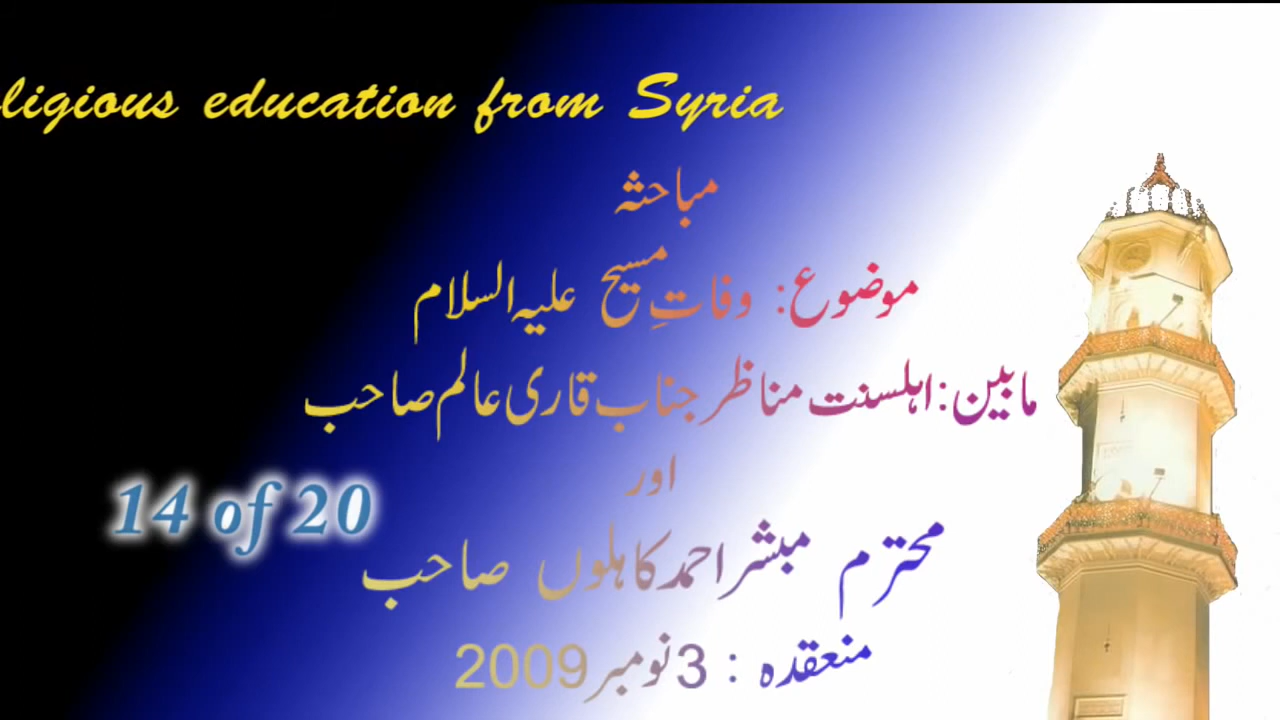 ligious education from Syria
مباحثہ
موضوع: وفاتِ مسیح علیہ السلام
مابین: اہلسنت مناظر جناب قاری عالم صاحب
اور
14 of 20
محترم مبشر احمد کاہلوں صاحب
منعقدہ : 3 نومبر 2009